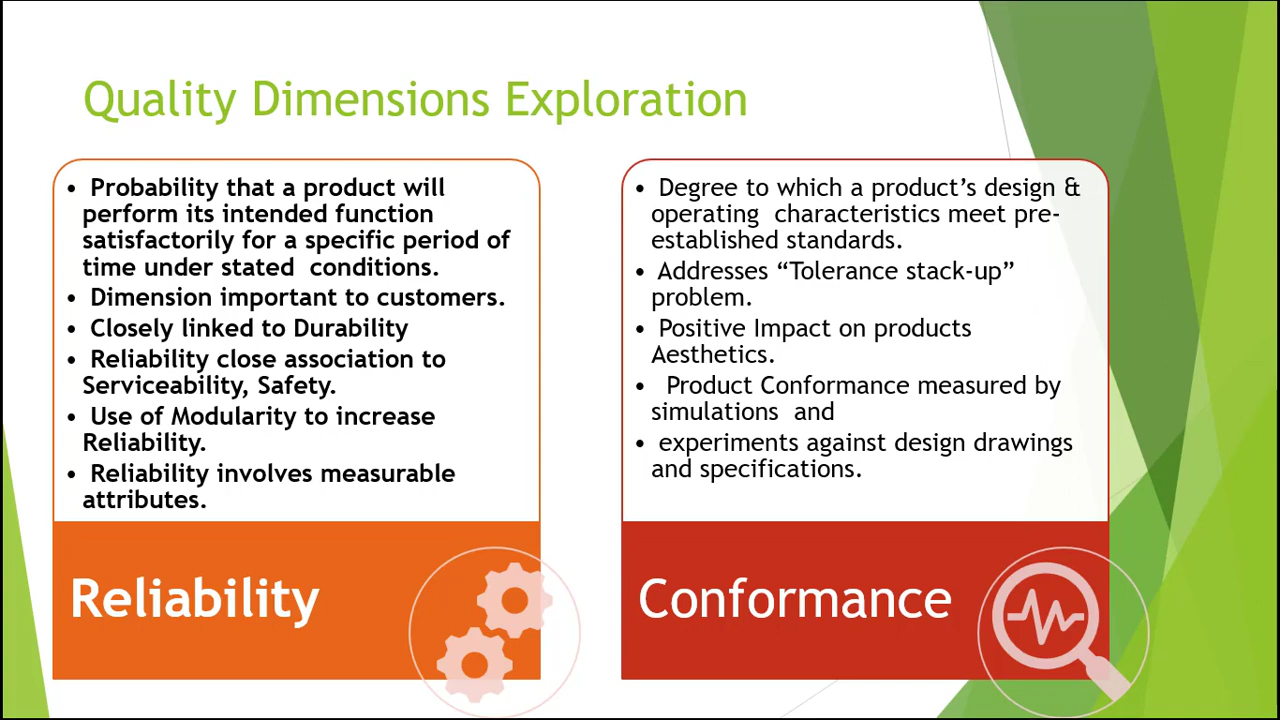 Quality Dimensions Exploration
• Probability that a product will
perform its intended function
satisfactorily for a specific period of
time under stated  conditions.
• Dimension important to customers.
• Closely linked to Durability
• Reliability close association to
Serviceability, Safety.
• Use of Modularity to increase
Reliability.
• Reliability involves measurable
attributes.
Reliability
• Degree to which a product’s design &
operating  characteristics meet pre-
established standards.
• Addresses “Tolerance stack-up”
problem.
• Positive Impact on products
Aesthetics.
•  Product Conformance measured by
simulations  and
• experiments against design drawings
and specifications.
Conformance